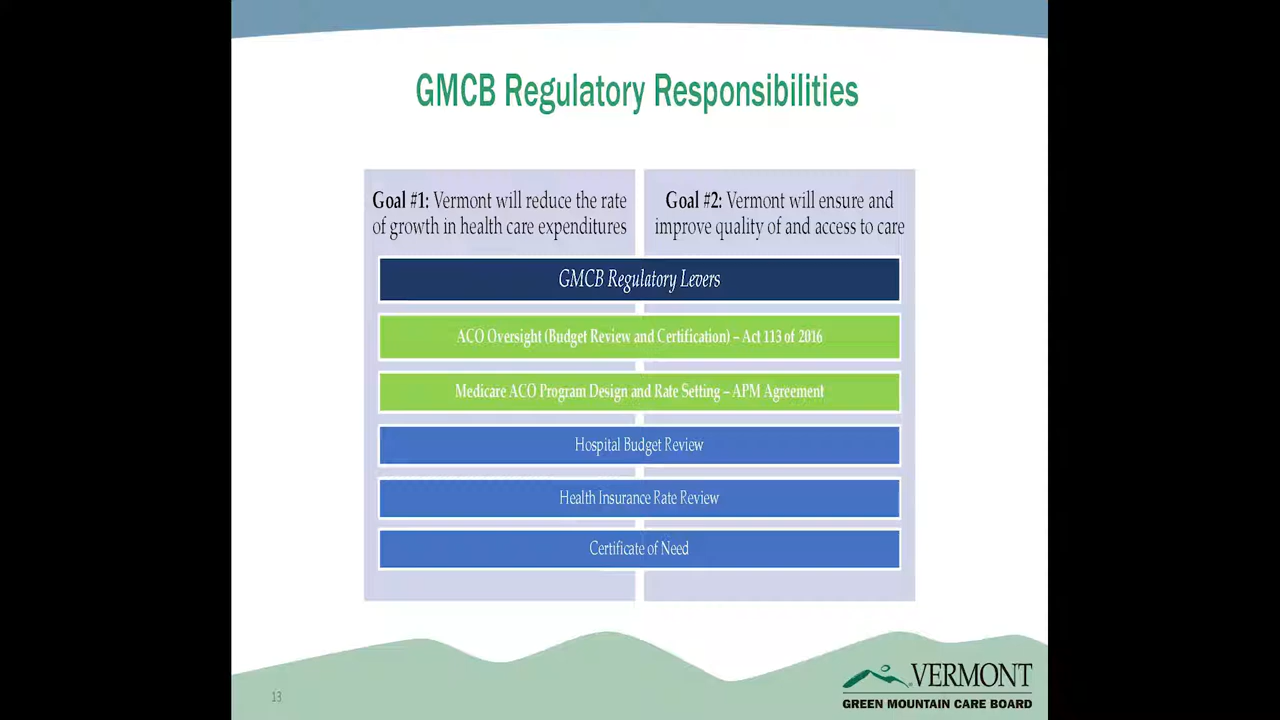 GMCB Regulatory Responsibilities
Goal #1: Vermont will reduce the rate
of growth in health care expenditures
Goal #2: Vermont will ensure and
improve quality of and access to care
GMCB Regulatory Levers
ACO Oversight (Budget Review and Certification) – Act 113 of 2016
Medicare ACO Program Design and Rate Setting – APM Agreement
Hospital Budget Review
Health Insurance Rate Review
Certificate of Need
13
VERMONT
GREEN MOUNTAIN CARE BOARD